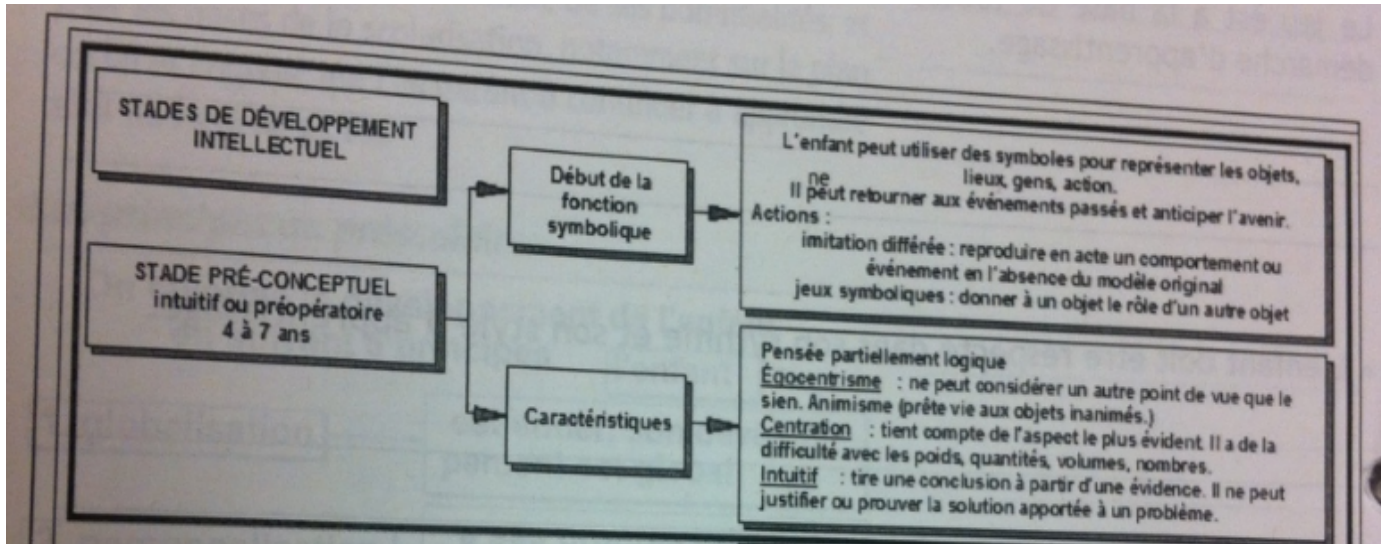 STADES DE DÉVELOPPEMENT
INTELLECTUEL
STADE PRÉ-CONCEPTUEL
intuitif ou préopératoire
4 à 7 ans
Début de la
fonction
symbolique
L'enfant peut utiliser des symboles pour représenter les objets,
lieux, gens, action.
ne
Il peut retourner aux événements passés et anticiper l'avenir.
Actions :
imitation différée : reproduire en acte un comportement ou
événement en l'absence du modèle original
jeux symboliques : donner à un objet le rôle d'un autre objet
Caractéristiques
Pensée partiellement logique
Égocentrisme : ne peut considérer un autre point de vue que le
sien. Animisme (prête vie aux objets inanimés.)
Centration : tient compte de l'aspect le plus évident. Il a de la
difficulté avec les poids, quantités, volumes, nombres.
Intuitif : tire une conclusion à partir d'une évidence. Il ne peut
justifier ou prouver la solution apportée à un problème.